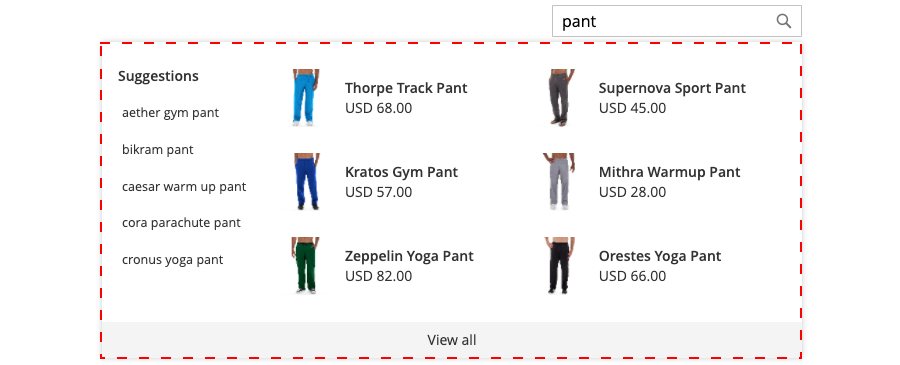 pant
Suggestions
aether gym pant
bikram pant
caesar warm up pant
cora parachute pant
cronus yoga pant
Thorpe Track Pant
USD 68.00
Supernova Sport Pant
USD 45.00
Kratos Gym Pant
USD 57.00
Mithra Warmup Pant
USD 28.00
Zeppelin Yoga Pant
USD 82.00
Orestes Yoga Pant
USD 66.00
View all